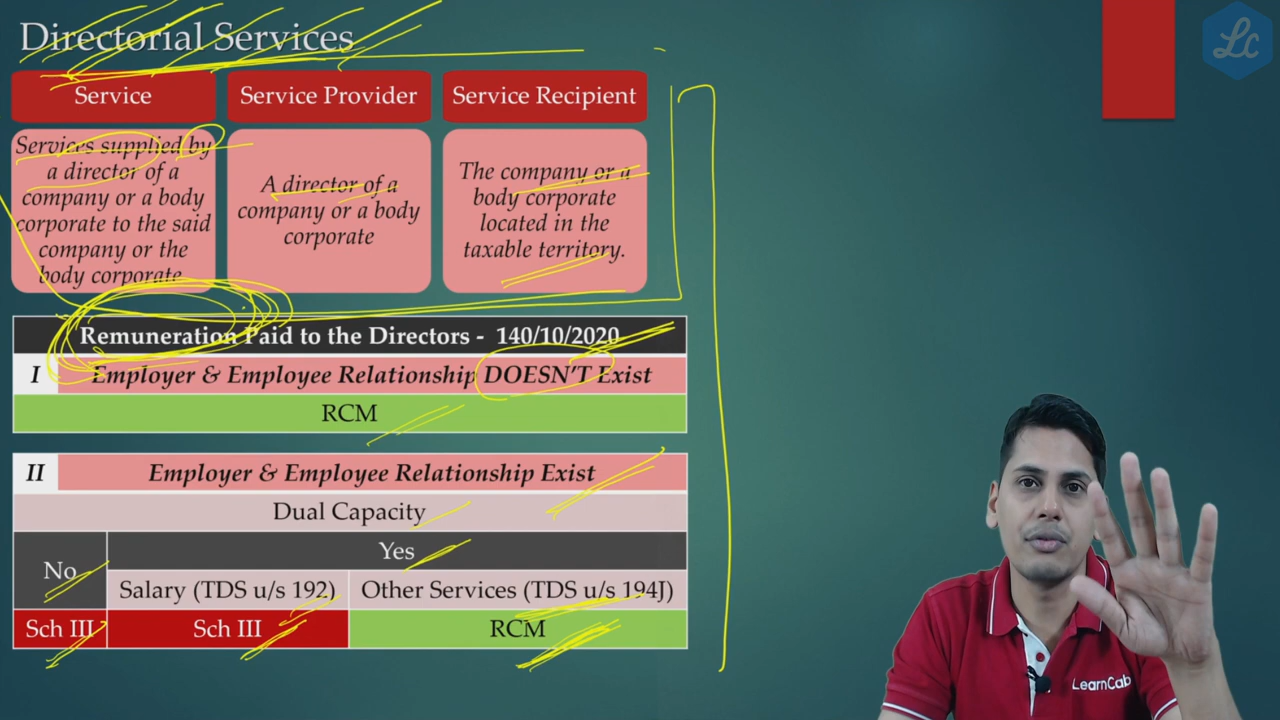 Directorial Services
Lc
Service
Service Provider
Service Recipient
Services supplied by
a director of a
company or a body
corporate to the said
company or the
body corporate
A director of a
company or a body
corporate
The company or a
body corporate
located in the
taxable territory.
Remuneration Paid to the Directors - 140/10/2020
I Employer & Employee Relationship DOESN'T Exist
RCM
II Employer & Employee Relationship Exist
Dual Capacity
No
Yes
Salary (TDS u/s 192) Other Services (TDS u/s 194J)
Sch III Sch III RCM
LearnCab